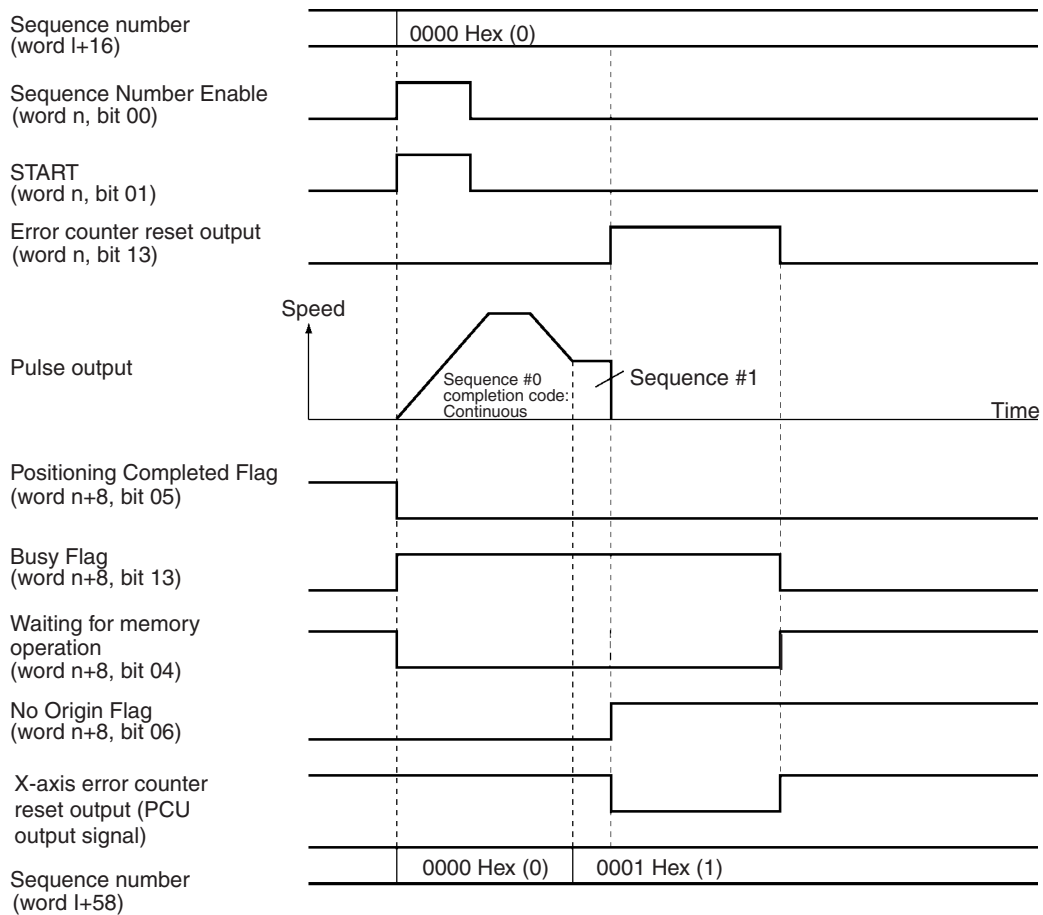 Sequence number
(word l+16)
0000 Hex (0)
Sequence Number Enable
(word n, bit 00)
START
(word n, bit 01)
Error counter reset output
(word n, bit 13)
Speed
Pulse output
Sequence #0
completion code:
Continuous
Sequence #1
Time
Positioning Completed Flag
(word n+8, bit 05)
Busy Flag
(word n+8, bit 13)
Waiting for memory
operation
(word n+8, bit 04)
No Origin Flag
(word n+8, bit 06)
X-axis error counter
reset output (PCU
output signal)
0000 Hex (0)
0001 Hex (1)
Sequence number
(word l+58)